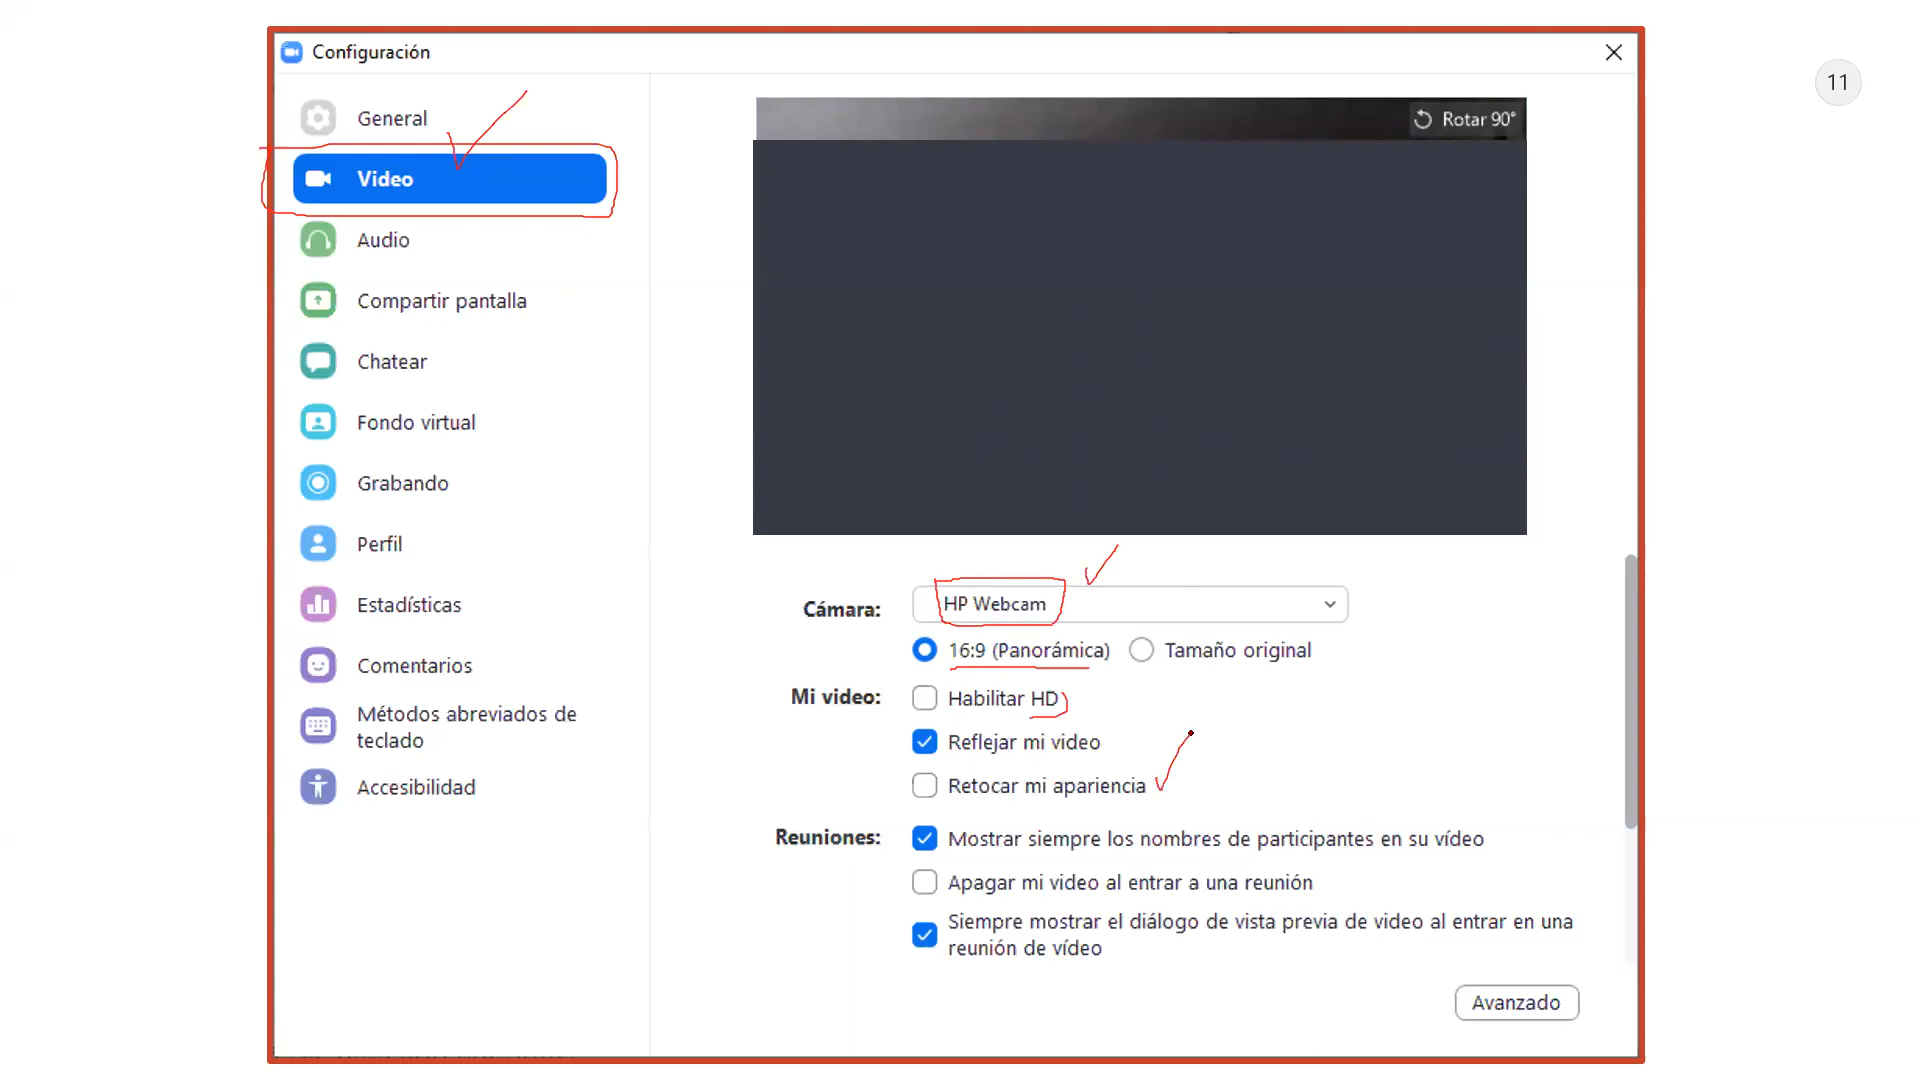 Configuración
11
General
Video
Audio
Compartir pantalla
Chatear
Fondo virtual
Grabando
Perfil
Estadísticas
Comentarios
Métodos abreviados de
teclado
Accesibilidad
Rotar 90°
Cámara:
HP Webcam
16:9 (Panorámica)
Tamaño original
Mi video:
Habilitar HD
Reflejar mi video
Retocar mi apariencia
Reuniones:
Mostrar siempre los nombres de participantes en su vídeo
Apagar mi video al entrar a una reunión
Siempre mostrar el diálogo de vista previa de video al entrar en una
reunión de vídeo
Avanzado